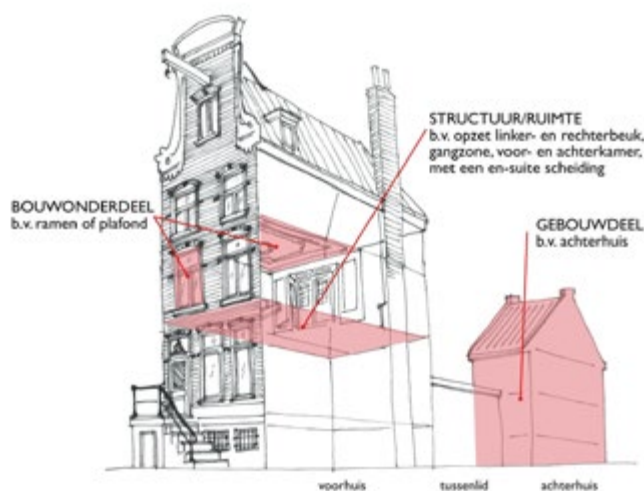 STRUCTUUR/RUIMTE
b.v. opzet linker- en rechterbeuk,
gangzone, voor- en achterkamer,
met een en-suite scheiding
BOUWONDERDEEL
b.v. ramen of plafond
GEBOUWDEEL
b.v. achterhuis
voorhuis
tussenlid
achterhuis